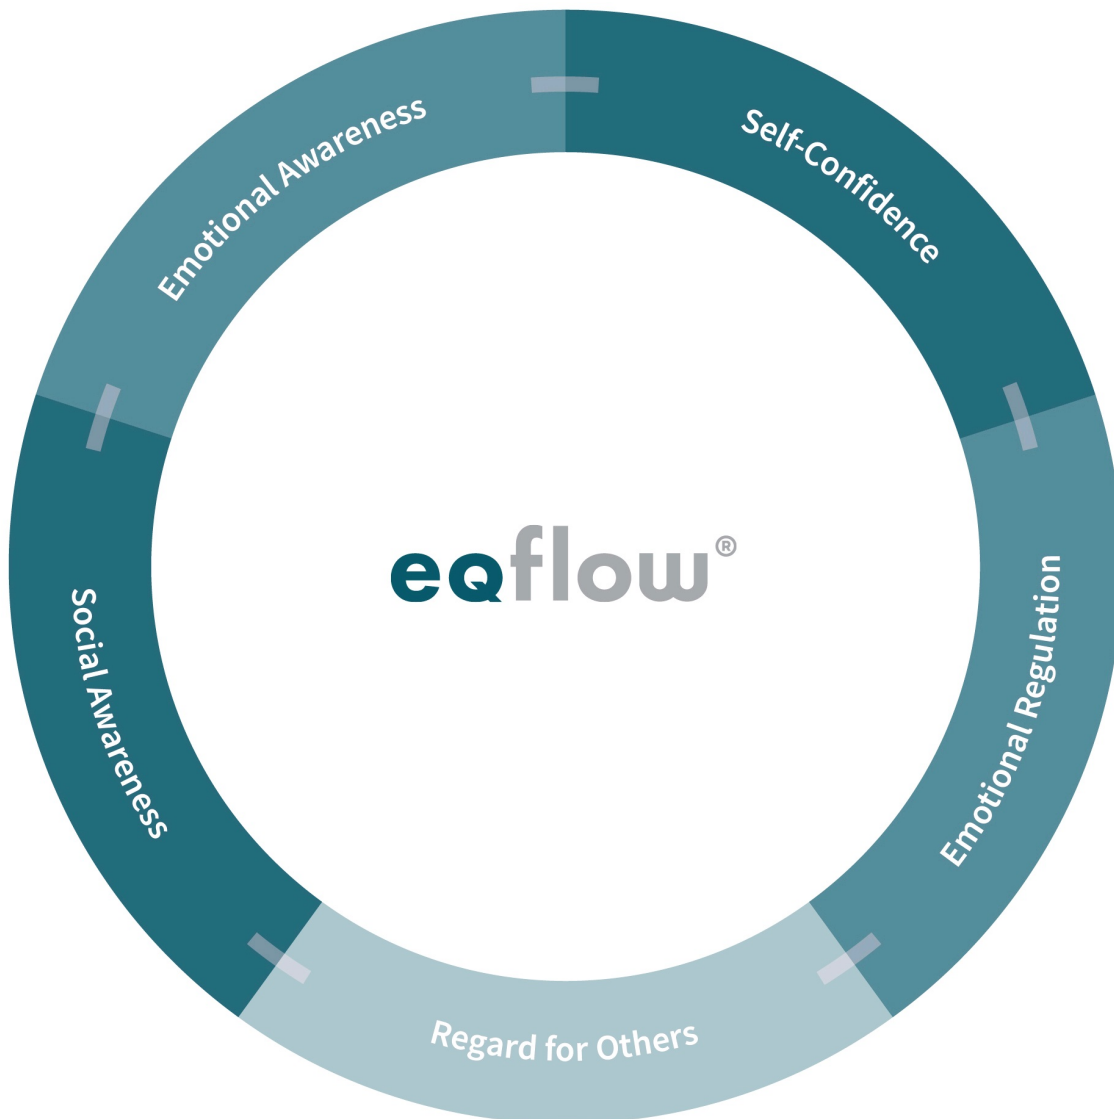 Emotional Awareness
Self-Confidence
eqflow®
Social Awareness
Emotional Regulation
Regard for Others